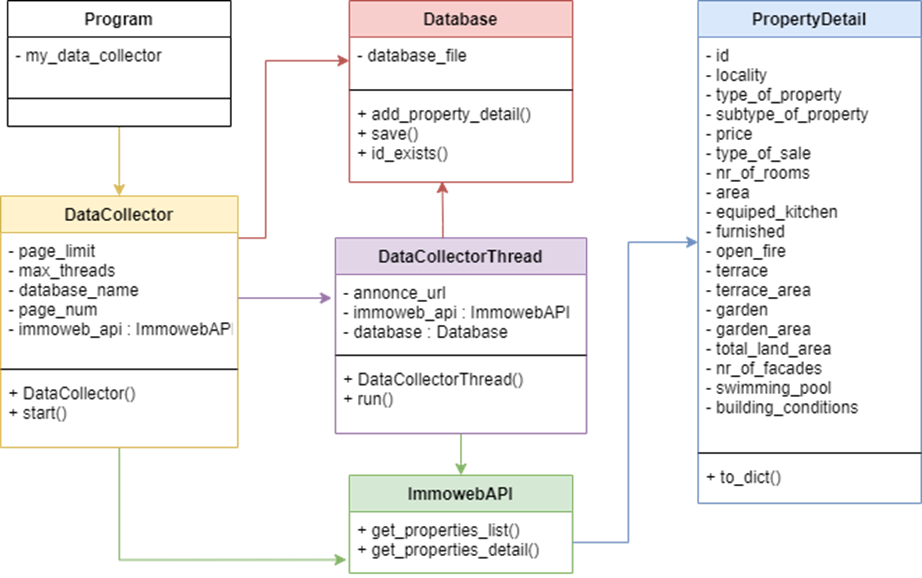 Program
- my_data_collector
Database
- database_file
+ add_property_detail()
+ save()
+ id_exists()
PropertyDetail
- id
- locality
- type_of_property
- subtype_of_property
- price
- type_of_sale
- nr_of_rooms
- area
- equiped_kitchen
- furnished
- open_fire
- terrace
- terrace_area
- garden
- garden_area
- total_land_area
- nr_of_facades
- swimming_pool
- building_conditions
+ to_dict()
DataCollector
- page_limit
- max_threads
- database_name
- page_num
- immoweb_api : ImmowebAPI
+ DataCollector()
+ start()
DataCollectorThread
- annonce_url
- immoweb_api : ImmowebAPI
- database : Database
+ DataCollectorThread()
+ run()
ImmowebAPI
+ get_properties_list()
+ get_properties_detail()